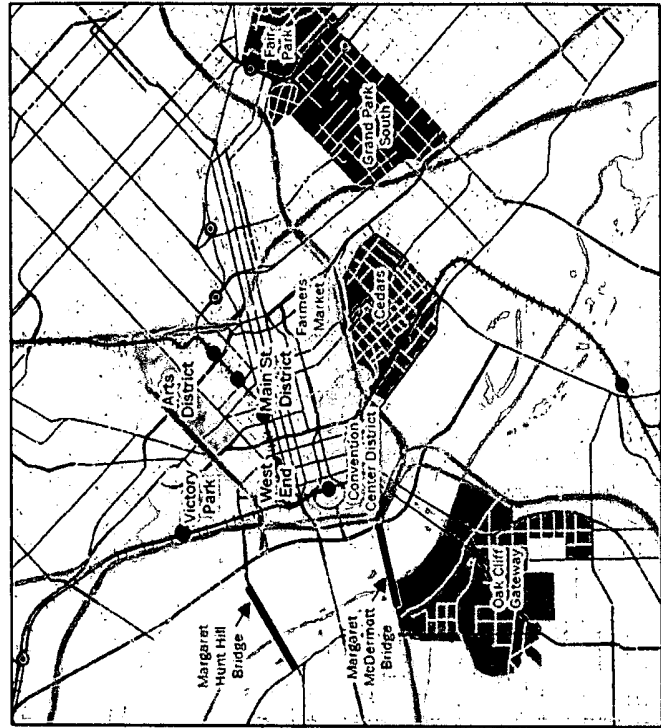 Victory
Park
Arts
District
Margaret
Hunt Hill
Bridge
West
End
Main St
District
Fair
Park
Farmers
Market
Grand Park
South
Margaret
McDermott
Bridge
Convention
Center District
Cedars
Oak Cliff
Gateway